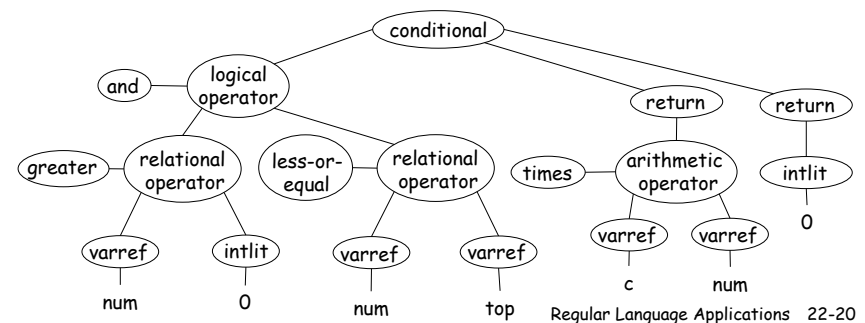 conditional
and
logical
operator
return
return
greater
relational
operator
less-or-
equal
relational
operator
times
arithmetic
operator
intlit
varref
intlit
varref
varref
varref
varref
0
num
0
num
top
c
num
Regular Language Applications 22-20